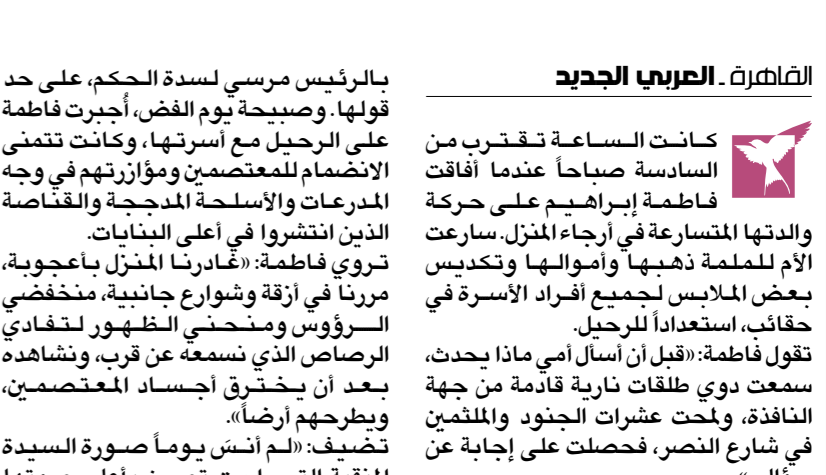 القاهرة ـ العربي الجديد
كانت الساعة تقترب من
السادسة صباحاً عندما أفاقت
فاطمة إبراهيم على حركة
والدتها المتسارعة في أرجاء المنزل. سارعت
الأم للملمة ذهبها وأموالها وتكديس
بعض الملابس لجميع أفراد الأسرة في
حقائب، استعداداً للرحيل.
تقول فاطمة: «قبل أن أسأل أمي ماذا يحدث،
سمعت دوي طلقات نارية قادمة من جهة
النافذة، ولمحت عشرات الجنود والملثمين
في شارع النصر، فحصلت على إجابة عن
بالرئيس مرسي لسدة الحكم، على حد
قولها. وصبيحة يوم الفض، أُجبرت فاطمة
على الرحيل مع أسرتها، وكانت تتمنى
الانضمام للمعتصمين ومؤازرتهم في وجه
المدرعات والأسلحة المدججة والقناصة
الذين انتشروا في أعلى البنايات.
تروي فاطمة: «غادرنا المنزل بأعجوبة،
مررنا في أزقة وشوارع جانبية، منخفضي
الرؤوس ومنحني الظهور لتفادي
الرصاص الذي نسمعه عن قرب، ونشاهده
بعد أن يخترق أجساد المعتصمين،
ويطرحهم أرضاً».
تضيف: «لم أنسَ يوماً صورة السيدة